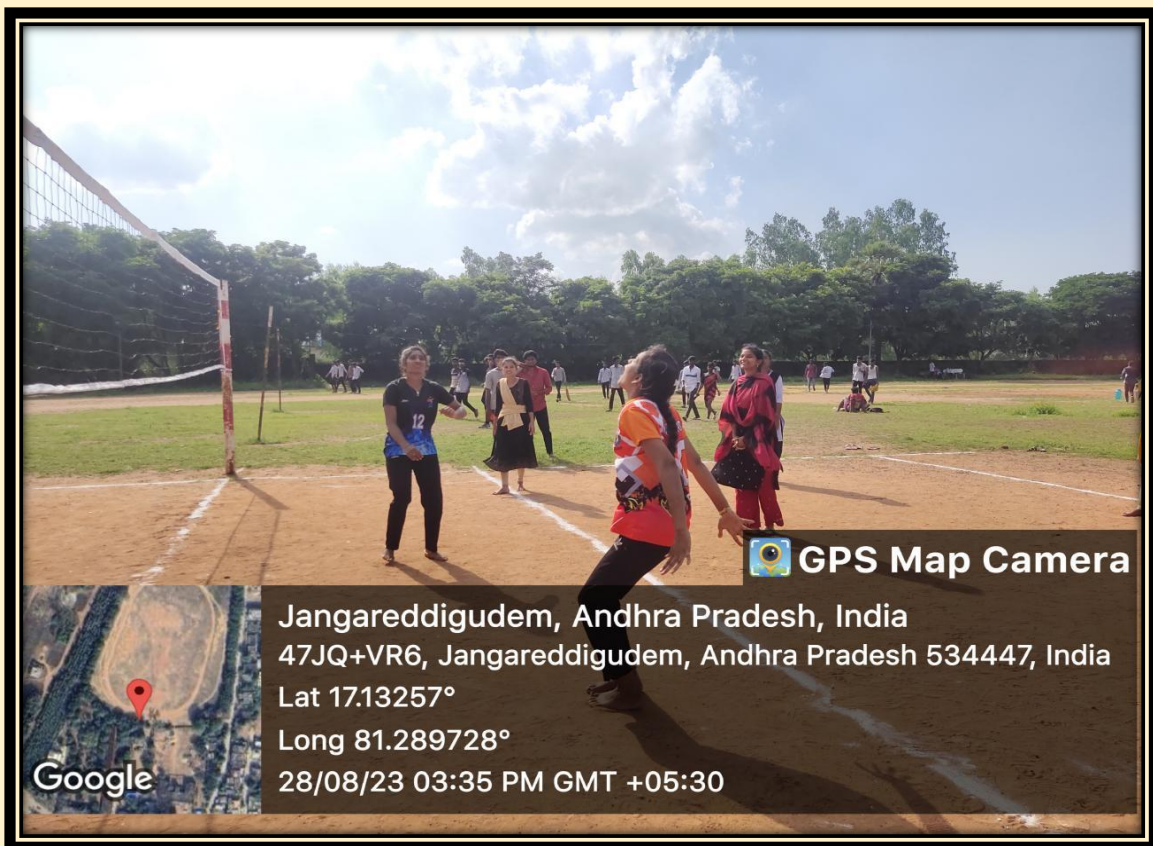 12
GPS Map Camera
Jangareddigudem, Andhra Pradesh, India
47JQ+VR6, Jangareddigudem, Andhra Pradesh 534447, India
Lat 17.13257°
Long 81.289728°
28/08/23 03:35 PM GMT +05:30
Google